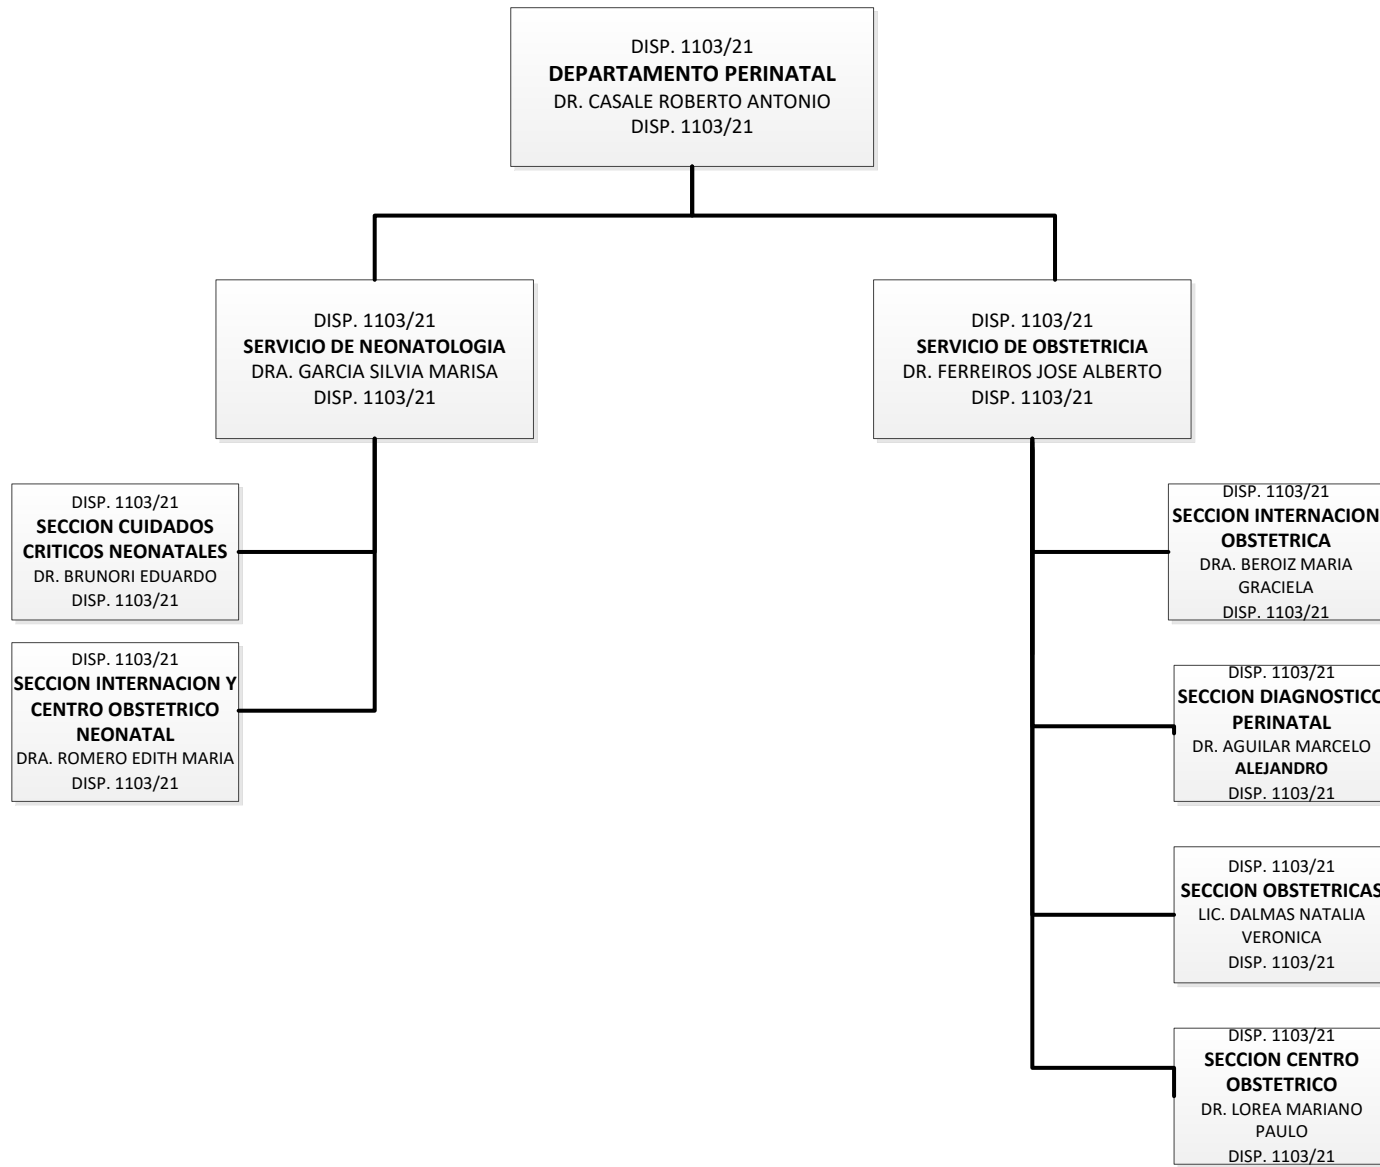 DISP. 1103/21
DEPARTAMENTO PERINATAL
DR. CASALE ROBERTO ANTONIO
DISP. 1103/21
DISP. 1103/21
SERVICIO DE NEONATOLOGIA
DRA. GARCIA SILVIA MARISA
DISP. 1103/21
DISP. 1103/21
SERVICIO DE OBSTETRICIA
DR. FERREIROS JOSE ALBERTO
DISP. 1103/21
DISP. 1103/21
SECCION CUIDADOS
CRITICOS NEONATALES
DR. BRUNORI EDUARDO
DISP. 1103/21
DISP. 1103/21
SECCION INTERNACION Y
CENTRO OBSTETRICO
NEONATAL
DRA. ROMERO EDITH MARIA
DISP. 1103/21
DISP. 1103/21
SECCION INTERNACION
OBSTETRICA
DRA. BEROIZ MARIA
GRACIELA
DISP. 1103/21
DISP. 1103/21
SECCION DIAGNOSTICO
PERINATAL
DR. AGUILAR MARCELO
ALEJANDRO
DISP. 1103/21
DISP. 1103/21
SECCION OBSTETRICAS
LIC. DALMAS NATALIA
VERONICA
DISP. 1103/21
DISP. 1103/21
SECCION CENTRO
OBSTETRICO
DR. LOREA MARIANO
PAULO
DISP. 1103/21